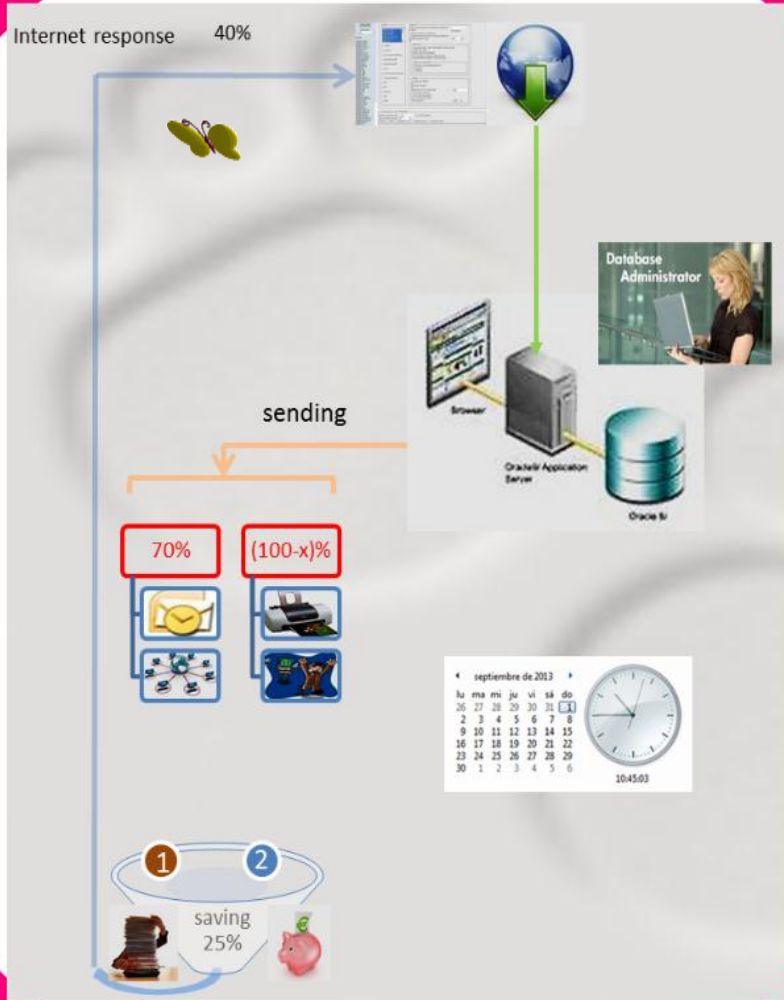 Internet response 40%
Database
Administrator
Browser
sending
Oracle9i Application
Server
Oracle 9i
70%
(100-x)%
septiembre de 2013
lu ma mi ju vi sá do
26 27 28 29 30 31 1
2 3 4 5 6 7 8
9 10 11 12 13 14 15
16 17 18 19 20 21 22
23 24 25 26 27 28 29
30 1 2 3 4 5 6
10:45:03
1
2
saving
25%